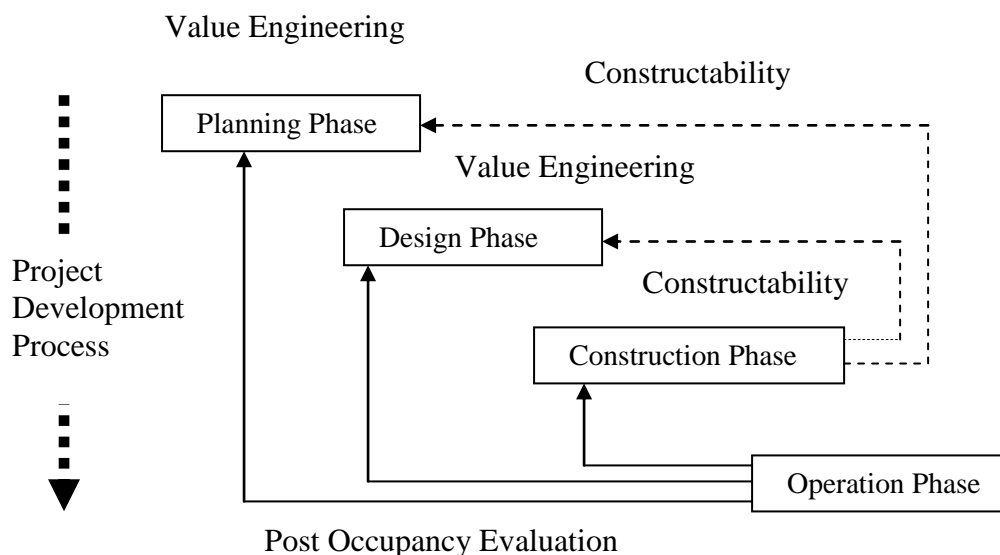 Value Engineering
Constructability
Planning Phase
Value Engineering
Design Phase
Project
Development
Process
Constructability
Construction Phase
Operation Phase
Post Occupancy Evaluation